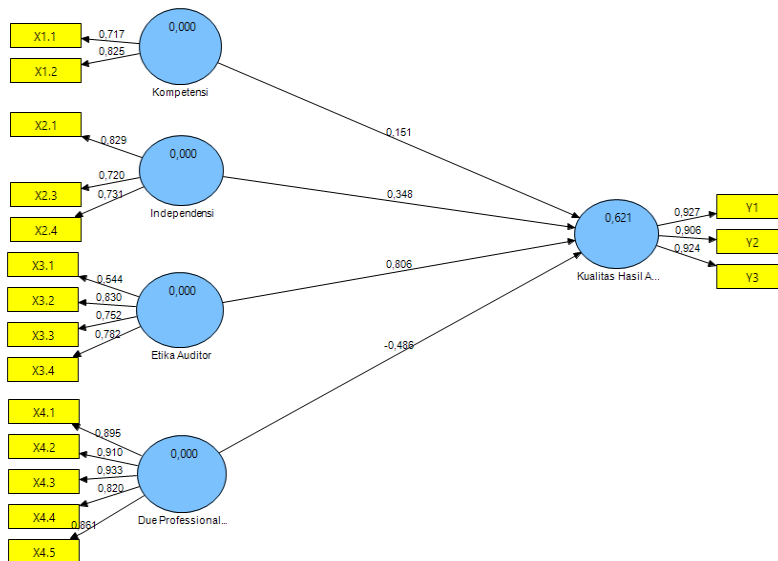 X1.1
0,717
X1.2
0,825
0,000
Kompetensi
0,151
X2.1
0,829
X2.3
0,720
X2.4
0,731
0,000
Independensi
0,348
X3.1
0,544
X3.2
0,830
X3.3
0,752
X3.4
0,782
0,000
Etika Auditor
0,806
X4.1
0,895
X4.2
0,910
X4.3
0,933
X4.4
0,820
X4.5
0,861
0,000
Due Professional...
-0,486
0,621
Kualitas Hasil A...
0,927
Y1
0,906
Y2
0,924
Y3